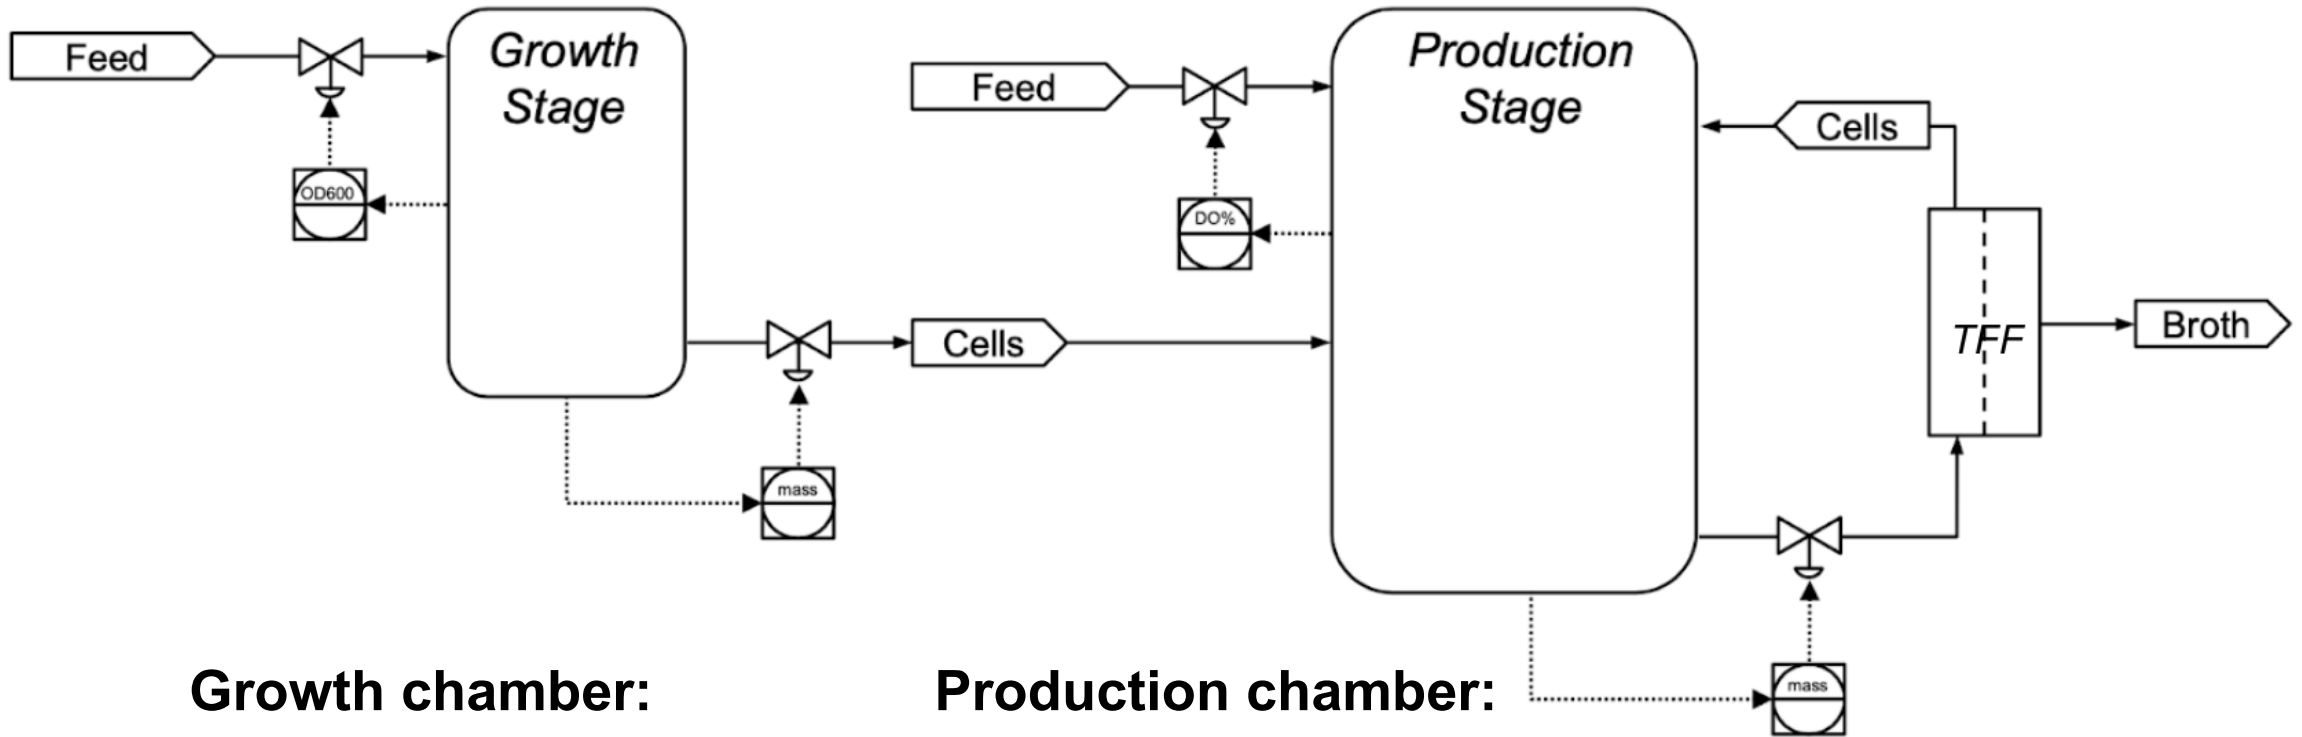 Feed
Growth
Stage
OD600
Cells
mass
Feed
Production
Stage
DO%
Cells
TFF
Broth
mass
Growth chamber:
Production chamber: